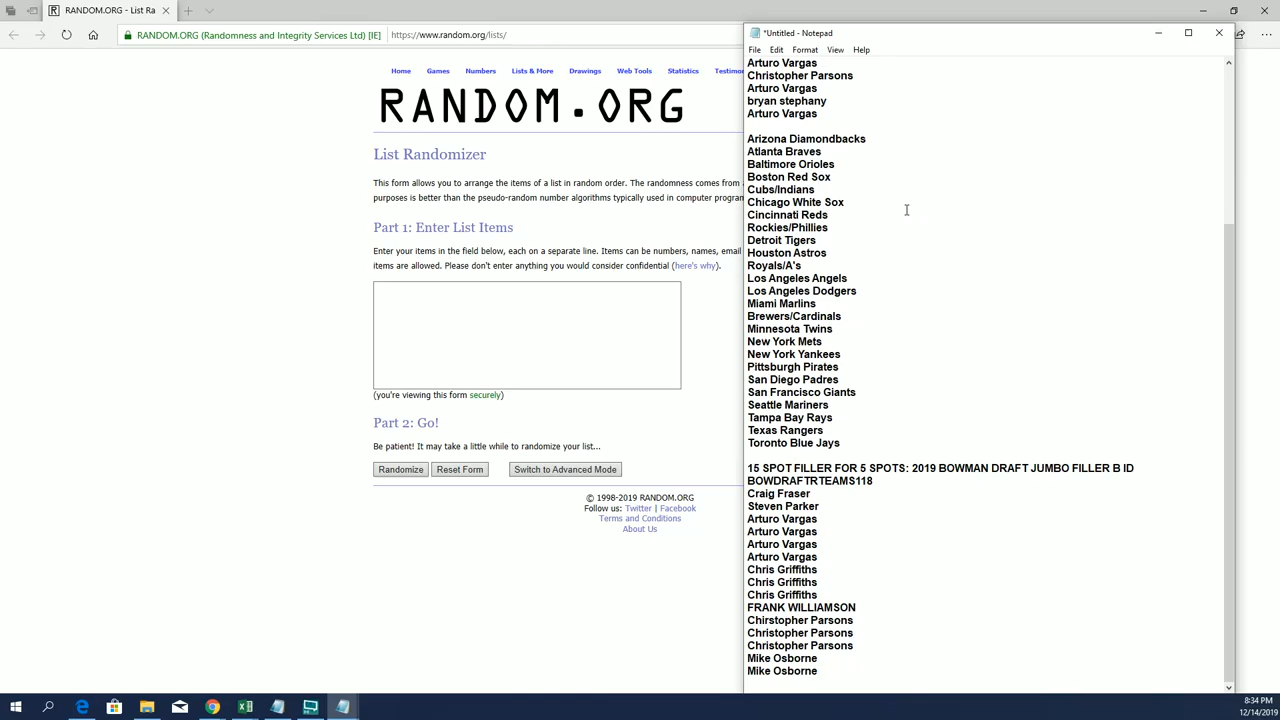 RANDOM.ORG - List Ra
*Untitled - Notepad
RANDOM.ORG (Randomness and Integrity Services Ltd) [IE]
https://www.random.org/lists/
File Edit Format View Help
Home Games Numbers Lists & More Drawings Web Tools Statistics Testimo
RANDOM.ORG
List Randomizer
This form allows you to arrange the items of a list in random order. The randomness comes from
purposes is better than the pseudo-random number algorithms typically used in computer program
Part 1: Enter List Items
Enter your items in the field below, each on a separate line. Items can be numbers, names, email
items are allowed. Please don't enter anything you would consider confidential (here's why).
(you're viewing this form securely)
Part 2: Go!
Be patient! It may take a little while to randomize your list...
Randomize Reset Form Switch to Advanced Mode
© 1998-2019 RANDOM.ORG
Follow us: Twitter | Facebook
Terms and Conditions
About Us
Arturo Vargas
Christopher Parsons
Arturo Vargas
bryan stephany
Arturo Vargas
Arizona Diamondbacks
Atlanta Braves
Baltimore Orioles
Boston Red Sox
Cubs/Indians
Chicago White Sox
Cincinnati Reds
Rockies/Phillies
Detroit Tigers
Houston Astros
Royals/A's
Los Angeles Angels
Los Angeles Dodgers
Miami Marlins
Brewers/Cardinals
Minnesota Twins
New York Mets
New York Yankees
Pittsburgh Pirates
San Diego Padres
San Francisco Giants
Seattle Mariners
Tampa Bay Rays
Texas Rangers
Toronto Blue Jays
15 SPOT FILLER FOR 5 SPOTS: 2019 BOWMAN DRAFT JUMBO FILLER B ID
BOWDRAFTRTEAMS118
Craig Fraser
Steven Parker
Arturo Vargas
Arturo Vargas
Arturo Vargas
Arturo Vargas
Chris Griffiths
Chris Griffiths
Chris Griffiths
FRANK WILLIAMSON
Chirstopher Parsons
Christopher Parsons
Christopher Parsons
Mike Osborne
Mike Osborne
8:34 PM
12/14/2019